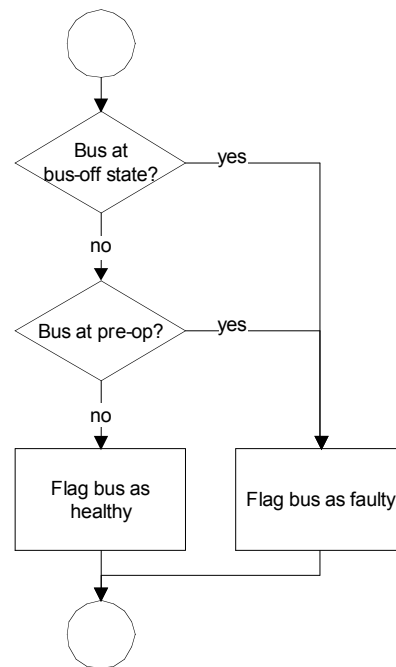 Bus at
bus-off state?
yes
no
Bus at pre-op?
yes
no
Flag bus as
healthy
Flag bus as faulty